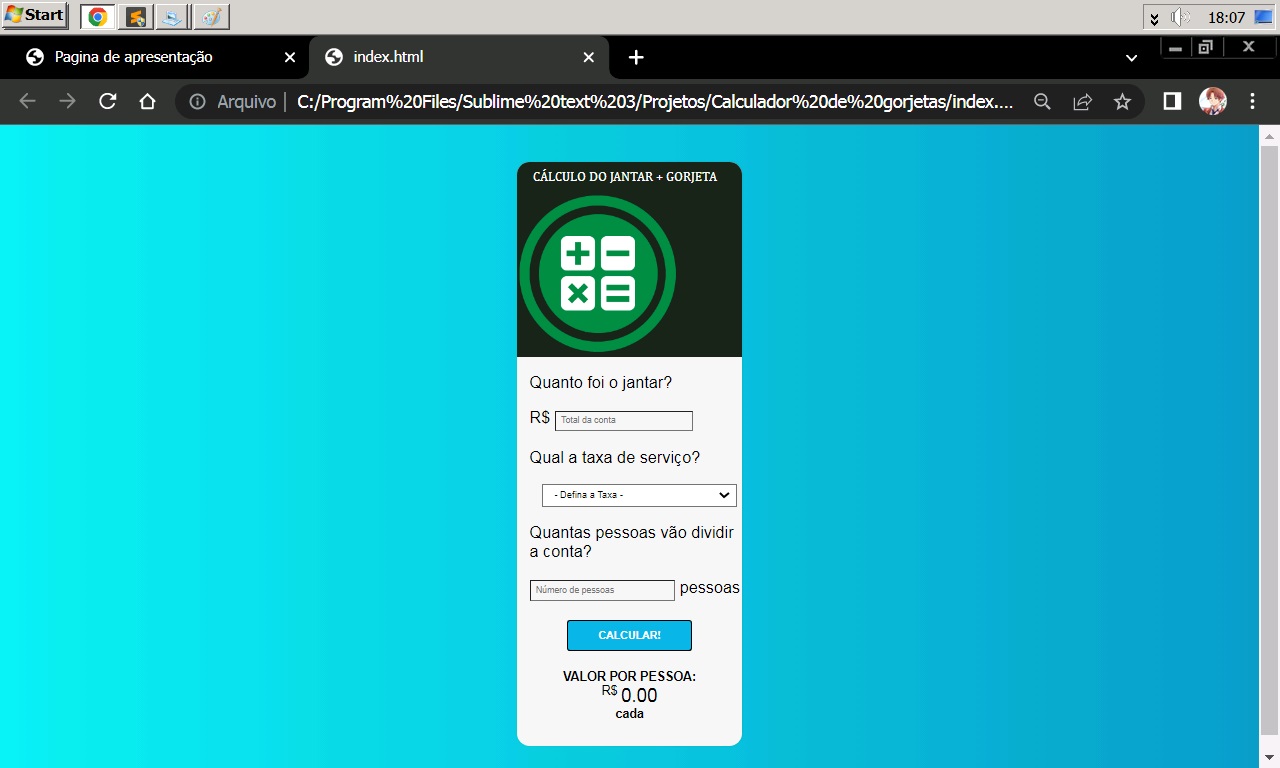 Start
18:07
Pagina de apresentação
index.html
Arquivo
C:/Program%20Files/Sublime%20text%203/Projetos/Calculador%20de%20gorjetas/index....
CÁLCULO DO JANTAR + GORJETA
Quanto foi o jantar?
R$ Total da conta
Qual a taxa de serviço?
- Defina a Taxa -
Quantas pessoas vão dividir
a conta?
Número de pessoas pessoas
CALCULAR!
VALOR POR PESSOA:
R$ 0.00
cada